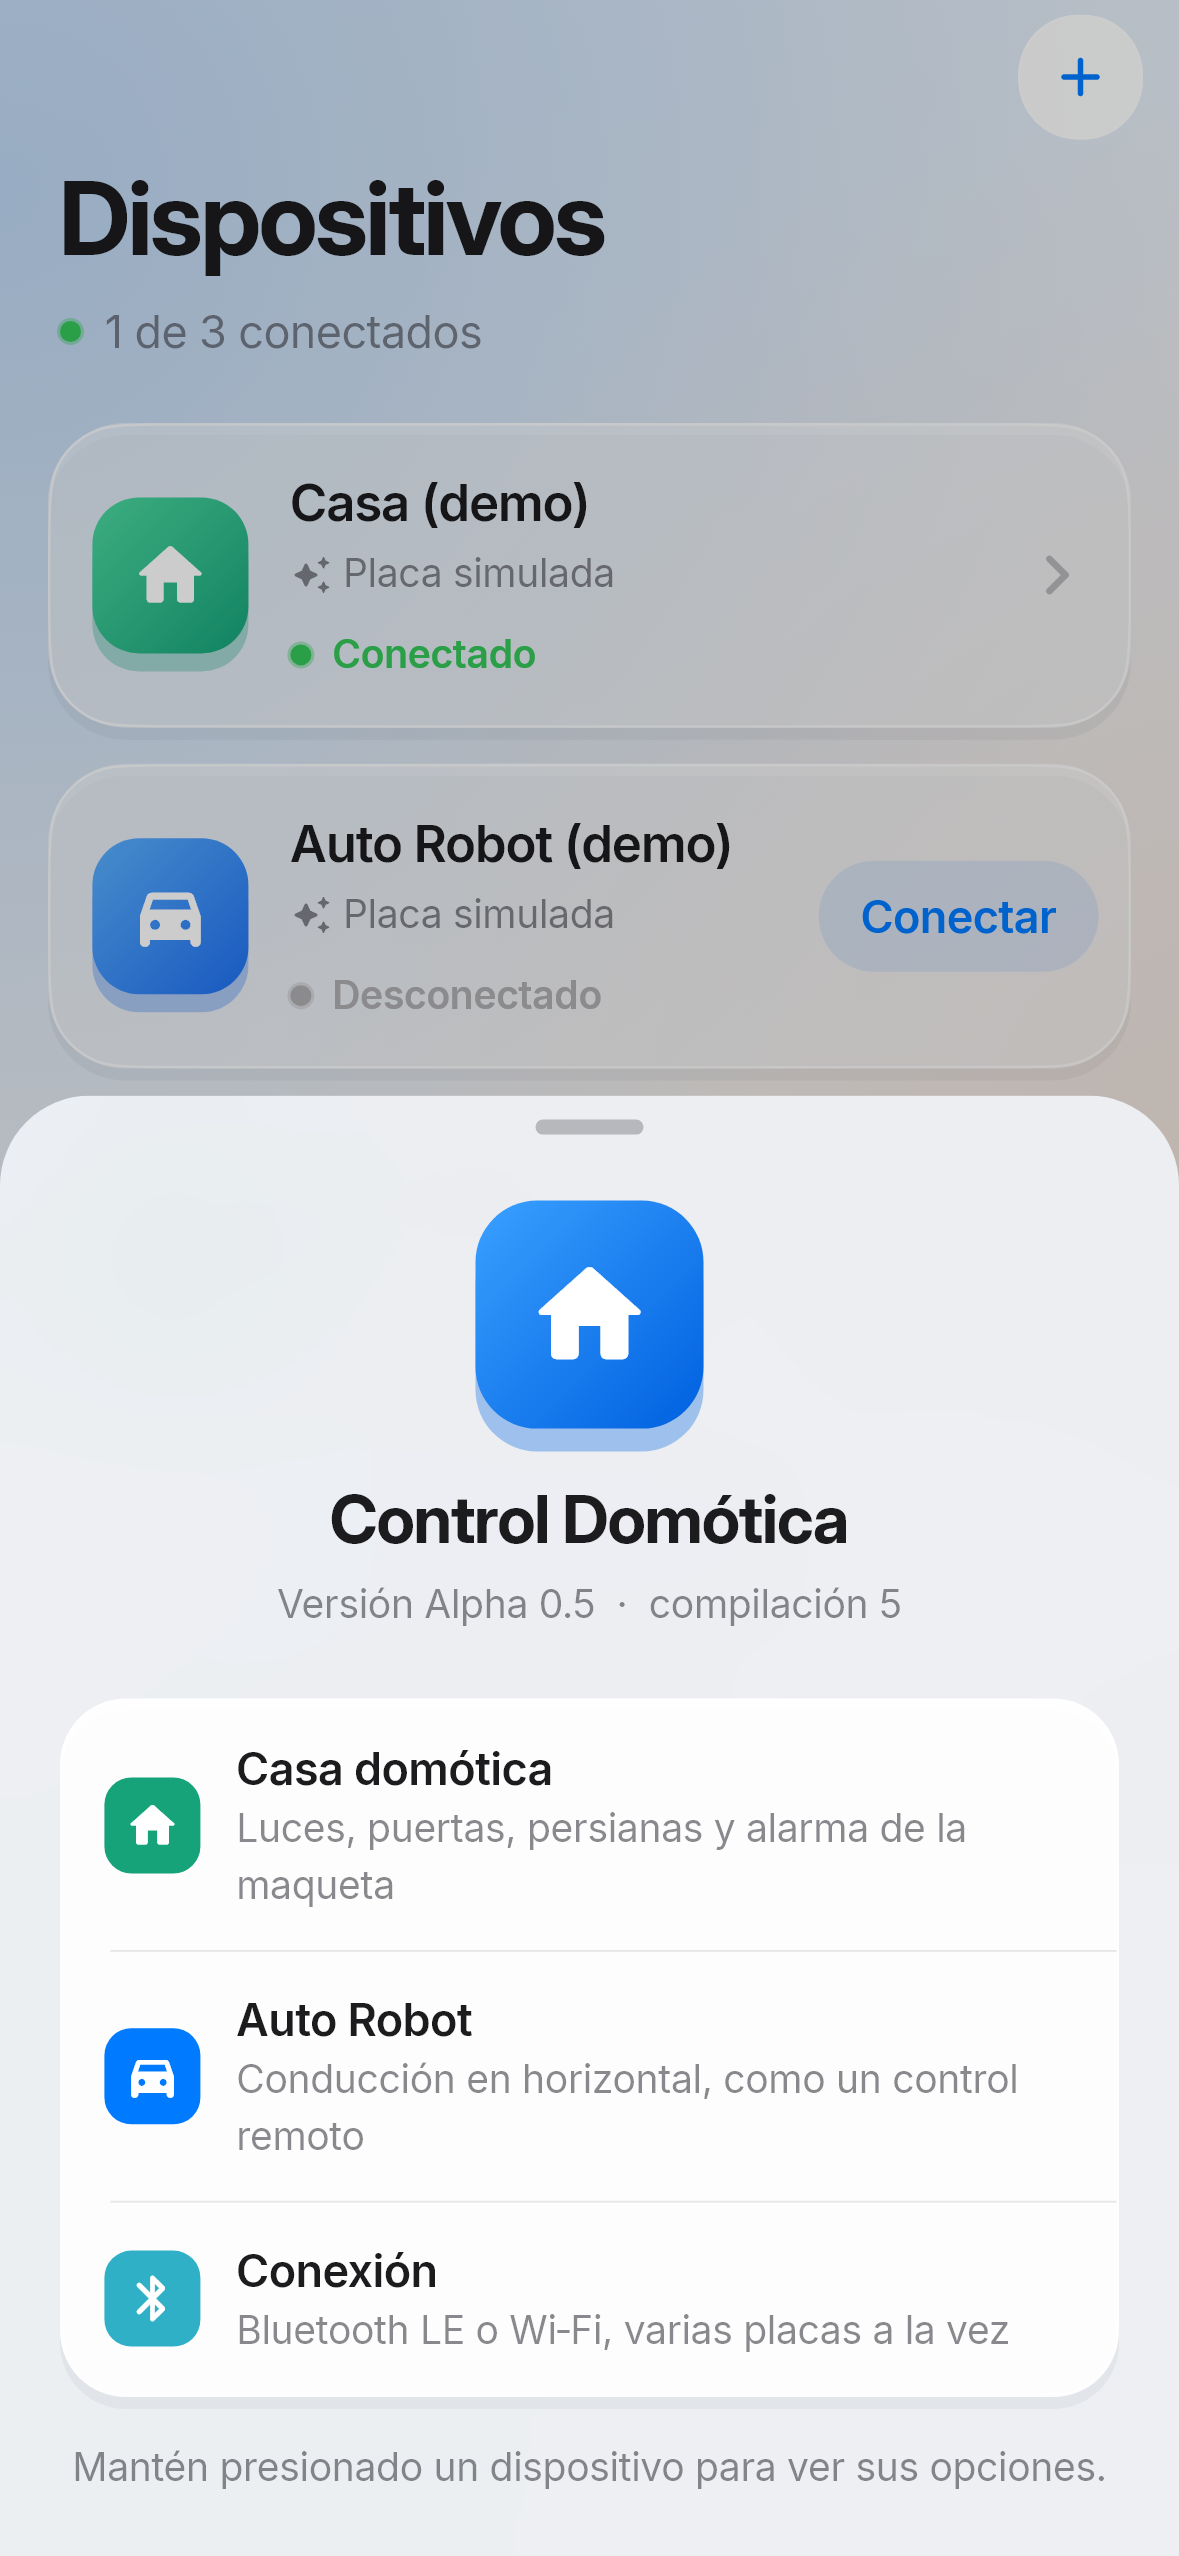 Dispositivos
1 de 3 conectados
Casa (demo)
Placa simulada
Conectado
Auto Robot (demo)
Placa simulada
Conectar
Desconectado
Control Domótica
Versión Alpha 0.5 · compilación 5
Casa domótica
Luces, puertas, persianas y alarma de la
maqueta
Auto Robot
Conducción en horizontal, como un control
remoto
Conexión
Bluetooth LE o Wi-Fi, varias placas a la vez
Mantén presionado un dispositivo para ver sus opciones.